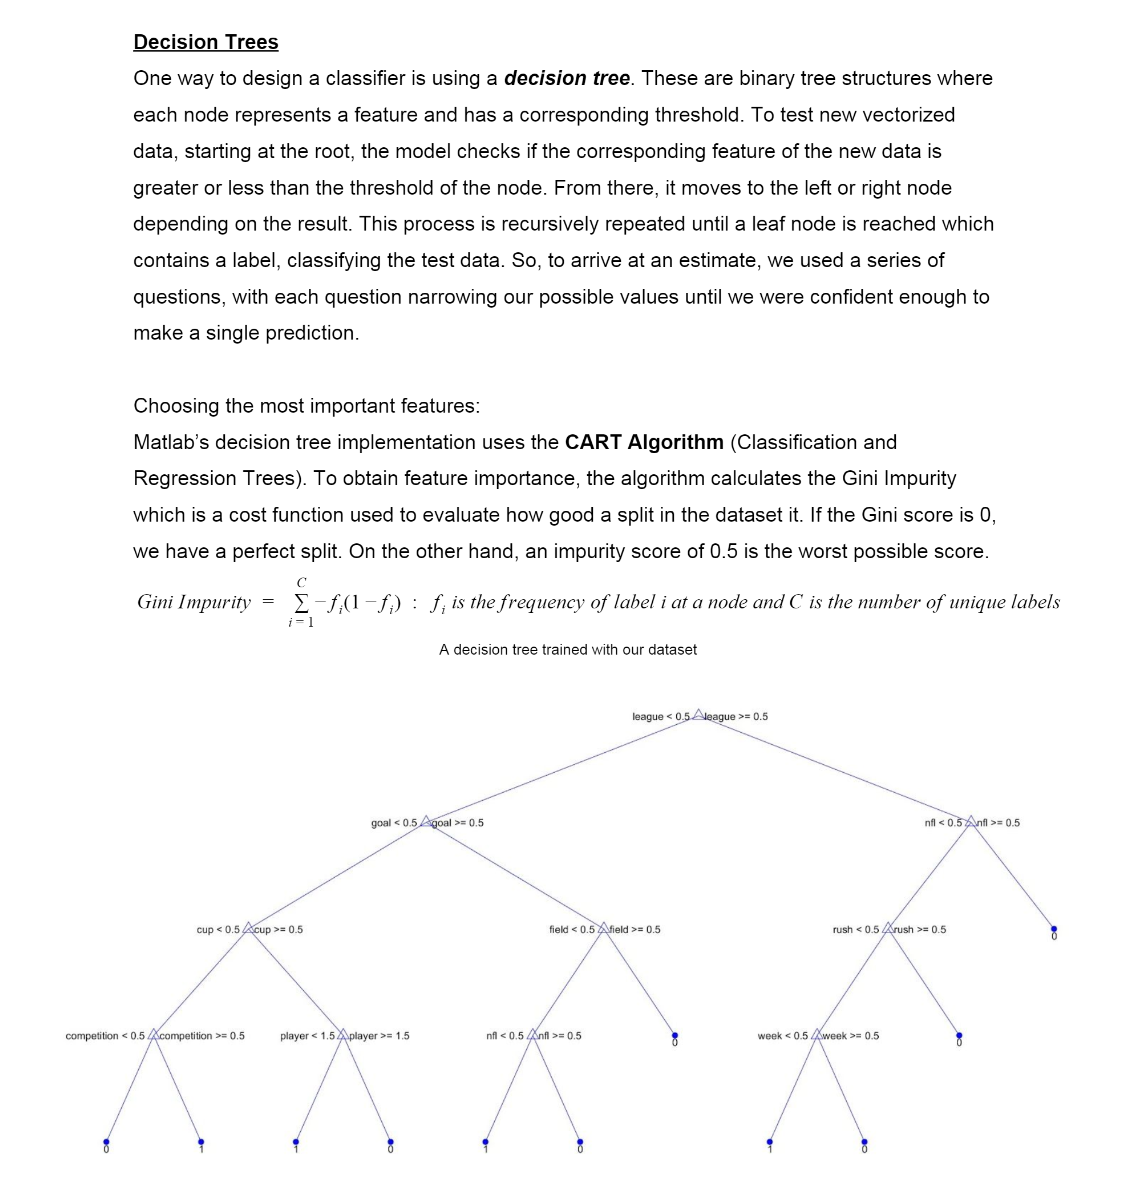 Decision Trees
One way to design a classifier is using a decision tree. These are binary tree structures where
each node represents a feature and has a corresponding threshold. To test new vectorized
data, starting at the root, the model checks if the corresponding feature of the new data is
greater or less than the threshold of the node. From there, it moves to the left or right node
depending on the result. This process is recursively repeated until a leaf node is reached which
contains a label, classifying the test data. So, to arrive at an estimate, we used a series of
questions, with each question narrowing our possible values until we were confident enough to
make a single prediction.
Choosing the most important features:
Matlab's decision tree implementation uses the CART Algorithm (Classification and
Regression Trees). To obtain feature importance, the algorithm calculates the Gini Impurity
which is a cost function used to evaluate how good a split in the dataset it. If the Gini score is 0,
we have a perfect split. On the other hand, an impurity score of 0.5 is the worst possible score.
Gini Impurity = C Σ i = 1 −fi(1 − fi) : fi is the frequency of label i at a node and C is the number of unique labels
A decision tree trained with our dataset
league < 0.5 league >= 0.5
goal < 0.5 goal >= 0.5 nfl < 0.5 nfl >= 0.5
cup < 0.5 cup >= 0.5 field < 0.5 field >= 0.5 rush < 0.5 rush >= 0.5 0
competition < 0.5 competition >= 0.5 player < 1.5 player >= 1.5 nfl < 0.5 nfl >= 0.5 0 week < 0.5 week >= 0.5 0
0 1 1 0 1 0 1 0